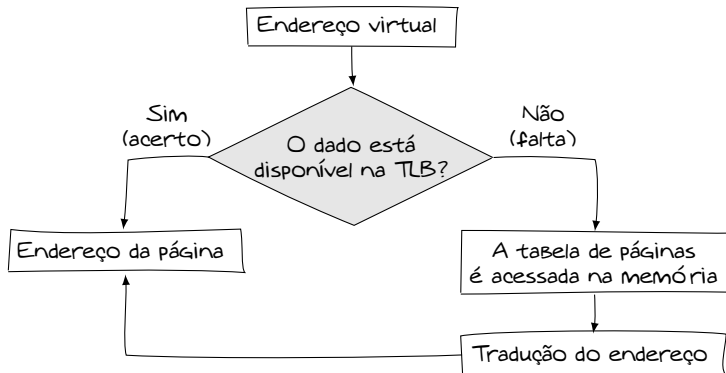 Endereço virtual
Sim
(acerto)
Não
(falta)
O dado está
disponível na TLB?
Endereço da página
A tabela de páginas
é acessada na memória
Tradução do endereço